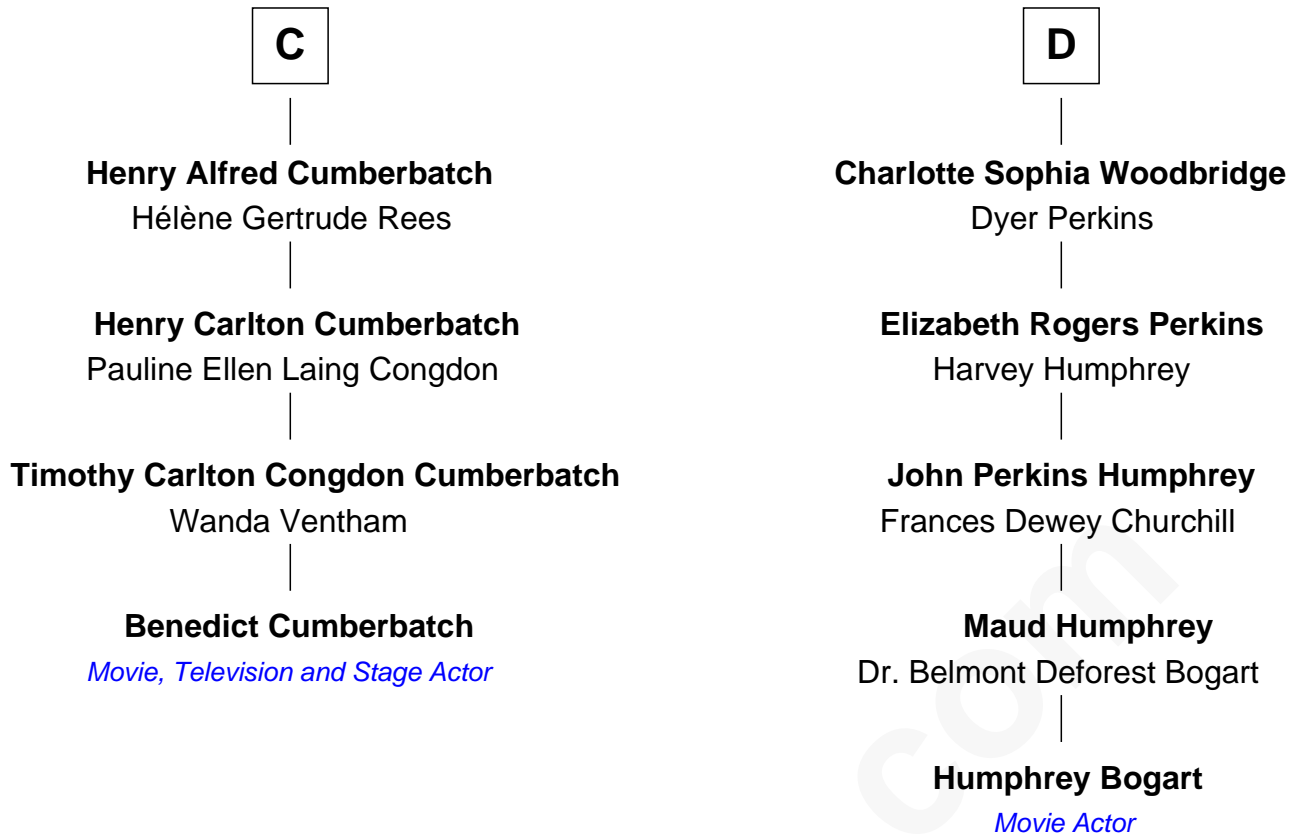 C
Henry Alfred Cumberbatch
Hélène Gertrude Rees
Henry Carlton Cumberbatch
Pauline Ellen Laing Congdon
Timothy Carlton Congdon Cumberbatch
Wanda Ventham
Benedict Cumberbatch
Movie, Television and Stage Actor
D
Charlotte Sophia Woodbridge
Dyer Perkins
Elizabeth Rogers Perkins
Harvey Humphrey
John Perkins Humphrey
Frances Dewey Churchill
Maud Humphrey
Dr. Belmont Deforest Bogart
Humphrey Bogart
Movie Actor
com